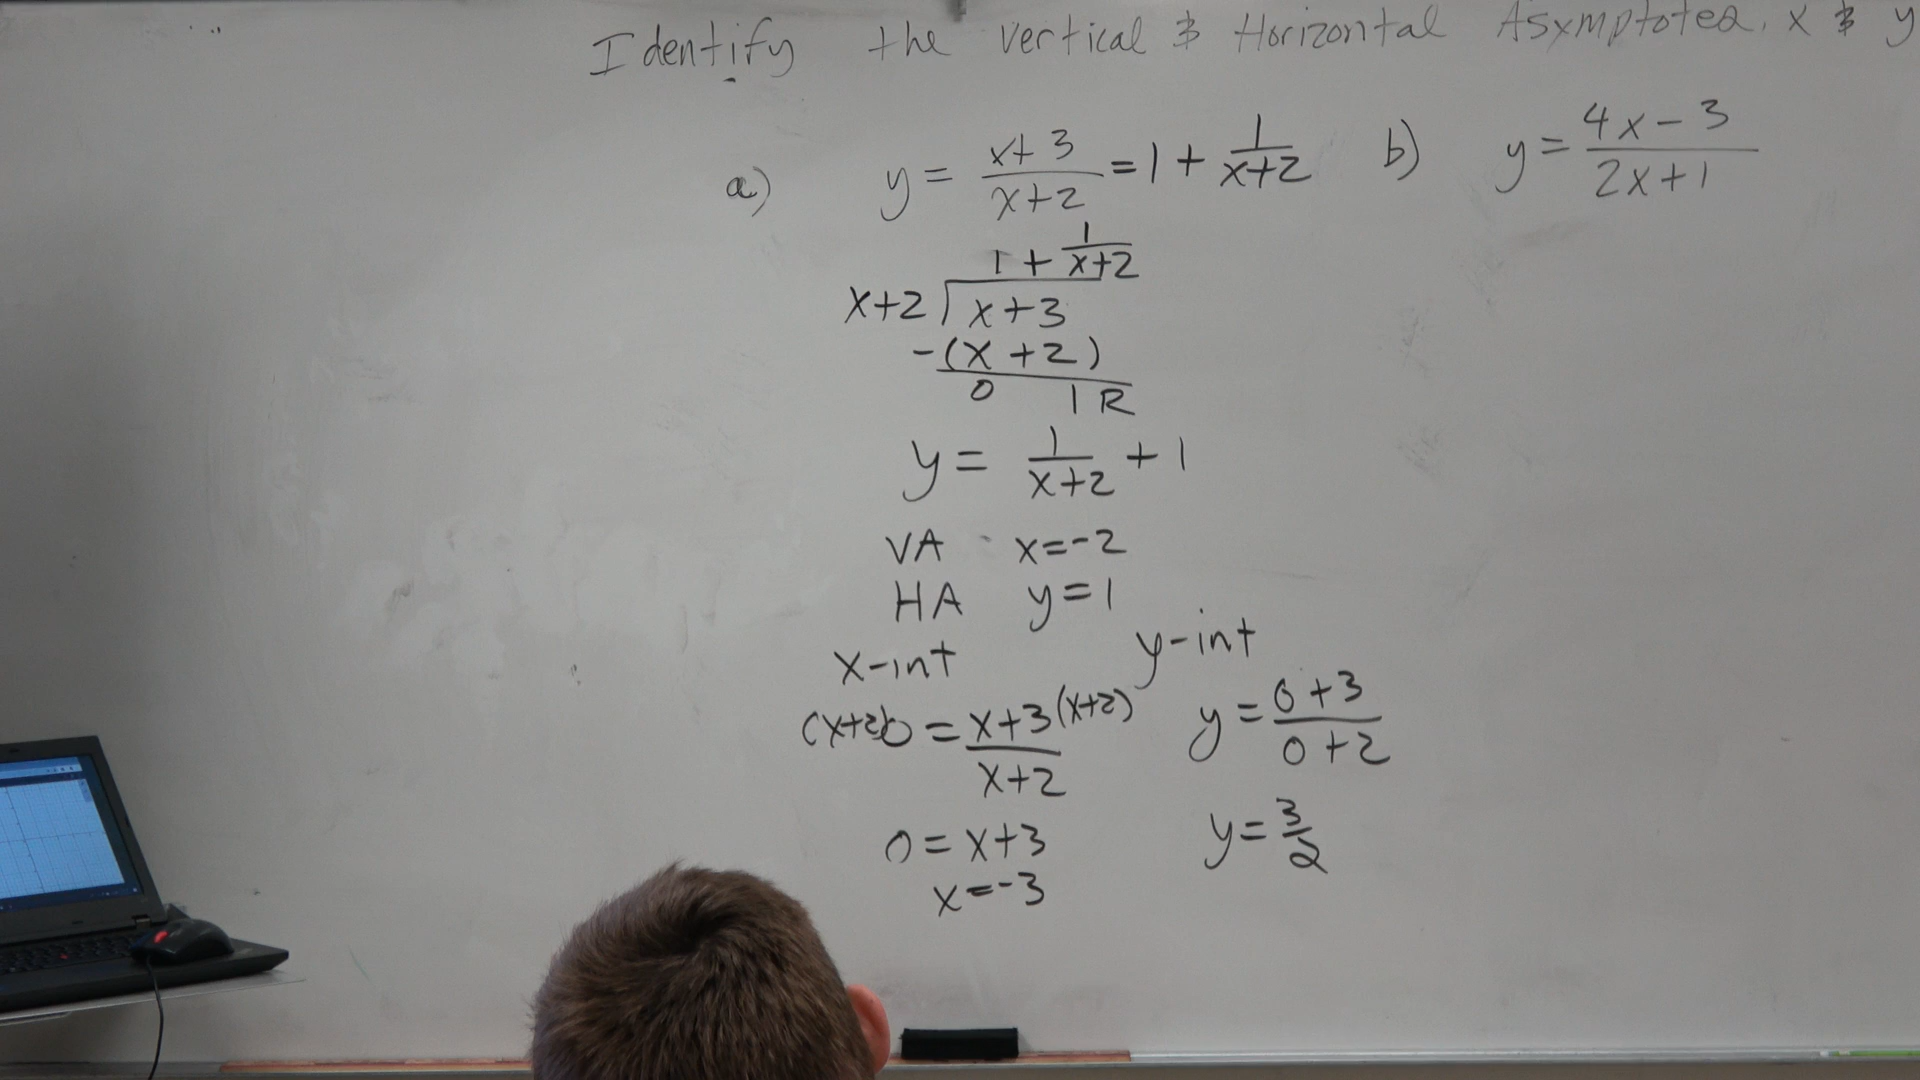 Identify the vertical & Horizontal Asymptotes. x & y
a) y = x+3 / x+2 = 1 + 1 / x+2
1 + 1 / x+2
x+2 x+3
-(x +2)
0 1 R
y = 1 / x+2 + 1
VA x=-2
HA y=1
x-int
(x+2)0 = x+3 (x+2) / x+2
0 = x+3
x=-3
y-int
y = 0+3 / 0+2
y = 3 / 2
b) y = 4x-3 / 2x+1